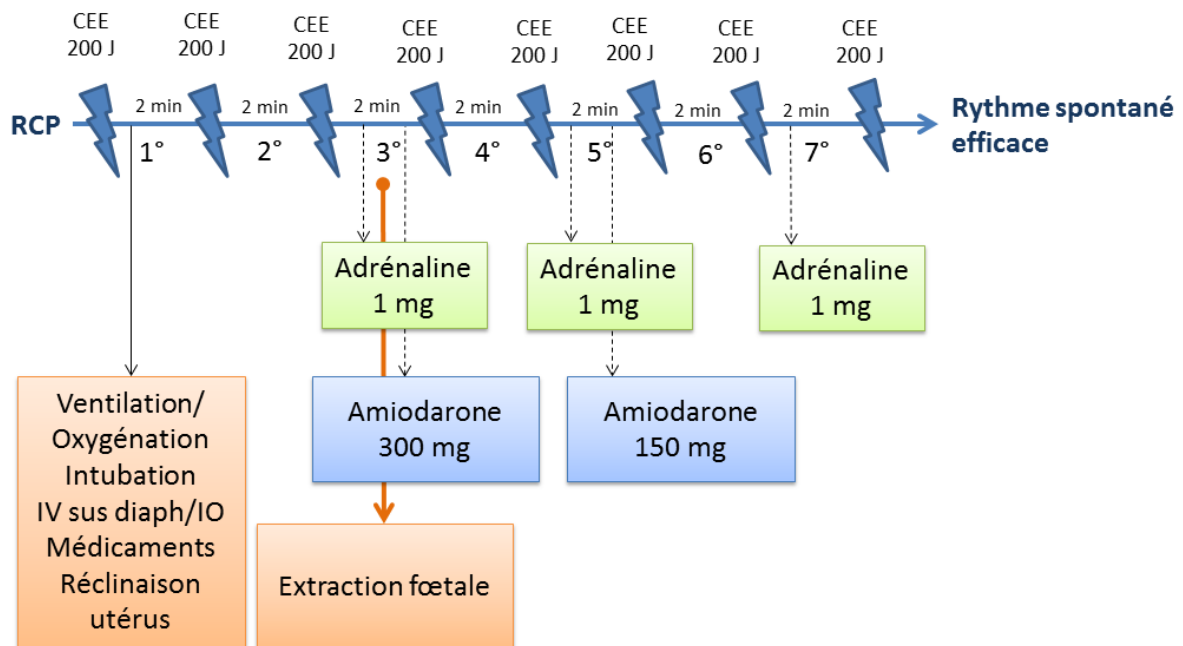 CEE
200 J
CEE
200 J
CEE
200 J
CEE
200 J
CEE
200 J
CEE
200 J
CEE
200 J
CEE
200 J
2 min
2 min
2 min
2 min
2 min
2 min
2 min
RCP
Rythme spontané
efficace
1°
2°
3°
4°
5°
6°
7°
Adrénaline
1 mg
Adrénaline
1 mg
Adrénaline
1 mg
Ventilation/
Oxygénation
Intubation
IV sus diaph/IO
Médicaments
Réclinaison
utérus
Amiodarone
300 mg
Amiodarone
150 mg
Extraction fœtale